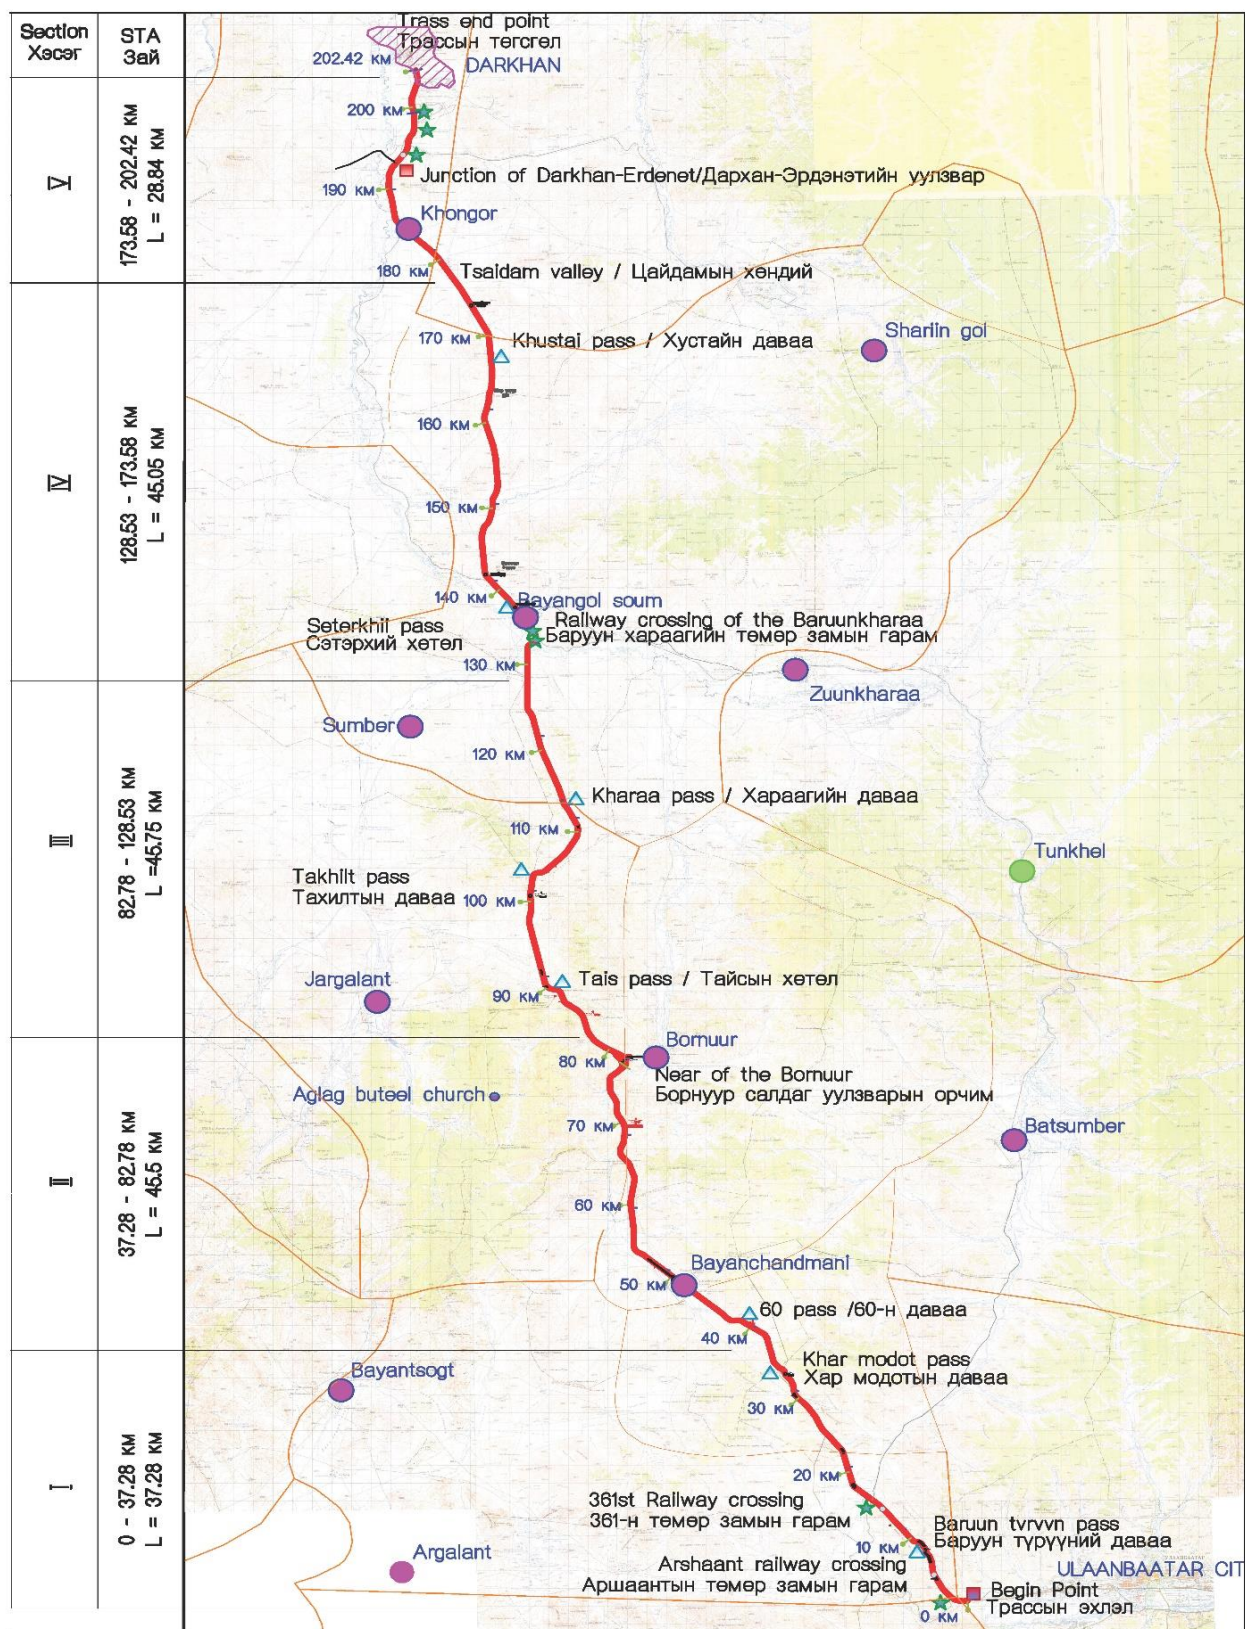 Section
Хэсэг
STA
Зай
Trass end point
Трассын төгсгөл
202.42 км
DARKHAN
200 км
V
173.58 - 202.42 км
L = 28.84 км
Junction of Darkhan-Erdenet/Дархан-Эрдэнэтийн уулзвар
190 км
Khongor
180 км
Tsaidam valley / Цайдамын хөндий
IV
128.53 - 173.58 км
L = 45.05 км
170 км
Khustai pass / Хустайн даваа
Shariin gol
160 км
150 км
140 км
Bayangol soum
Seterkhii pass
Сэтэрхий хөтөл
Railway crossing of the Baruunkharaa
Баруун хараагийн төмөр замын гарам
130 км
Zuunkharaa
III
82.78 - 128.53 км
L =45.75 км
Sumber
120 км
Kharaa pass / Хараагийн даваа
110 км
Tunkhel
Takhilt pass
Тахилтын даваа
100 км
Jargalant
Tais pass / Тайсын хөтөл
90 км
II
37.28 - 82.78 км
L = 45.5 км
Bornuur
80 км
Near of the Bornuur
Борнуур салдаг уулзварын орчим
Aglag buteel church
70 км
Batsumber
60 км
Bayanchandmani
50 км
60 pass /60-н даваа
40 км
I
0 - 37.28 км
L = 37.28 км
Khar modot pass
Хар модотын даваа
Bayantsogt
30 км
20 км
361st Railway crossing
361-н төмөр замын гарам
Baruun tvrvvn pass
Баруун түрүүний даваа
10 км
Argalant
Arshaant railway crossing
Аршаантын төмөр замын гарам
ULAANBAATAR CIT
Begin Point
Трассын эхлэл
0 км